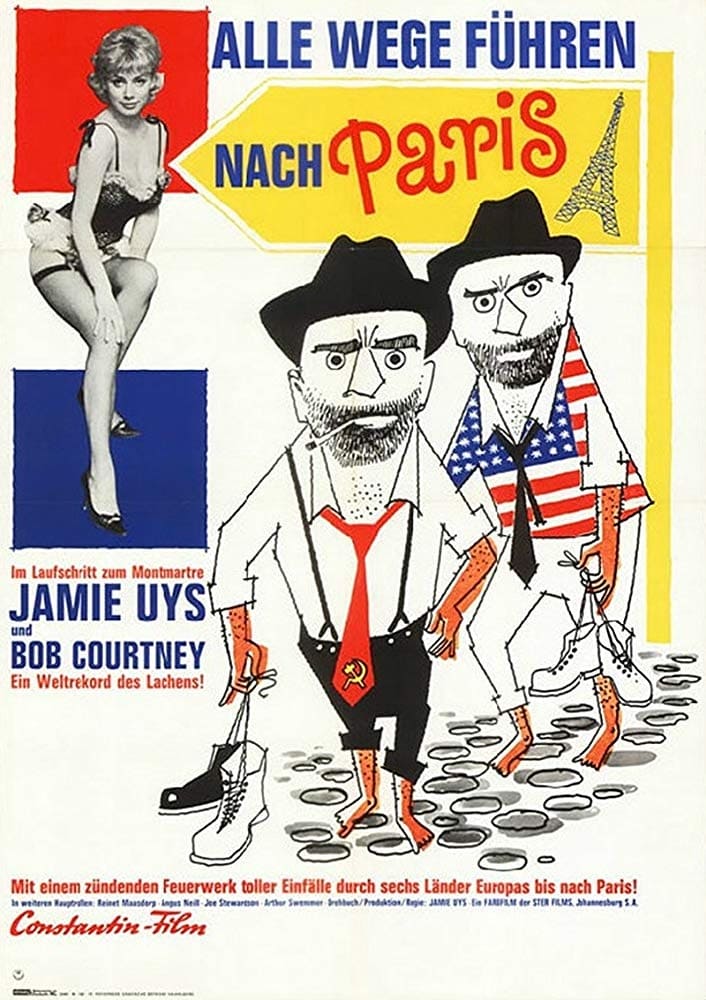 ALLE WEGE FÜHREN
NACH PARIS
Im Laufschritt zum Montmartre
JAMIE UYS
und
BOB COURTNEY
Ein Weltrekord des Lachens!
Mit einem zündenden Feuerwerk toller Einfälle durch sechs Länder Europas bis nach Paris!
In weiteren Hauptrollen: Reinet Maasdorp · Angus Neill · Joe Stewardson · Arthur Swemmer · Drehbuch/Produktion/Regie: JAMIE UYS · Ein FARBFILM der STER FILMS, Johannesburg S.A.
Constantin-Film